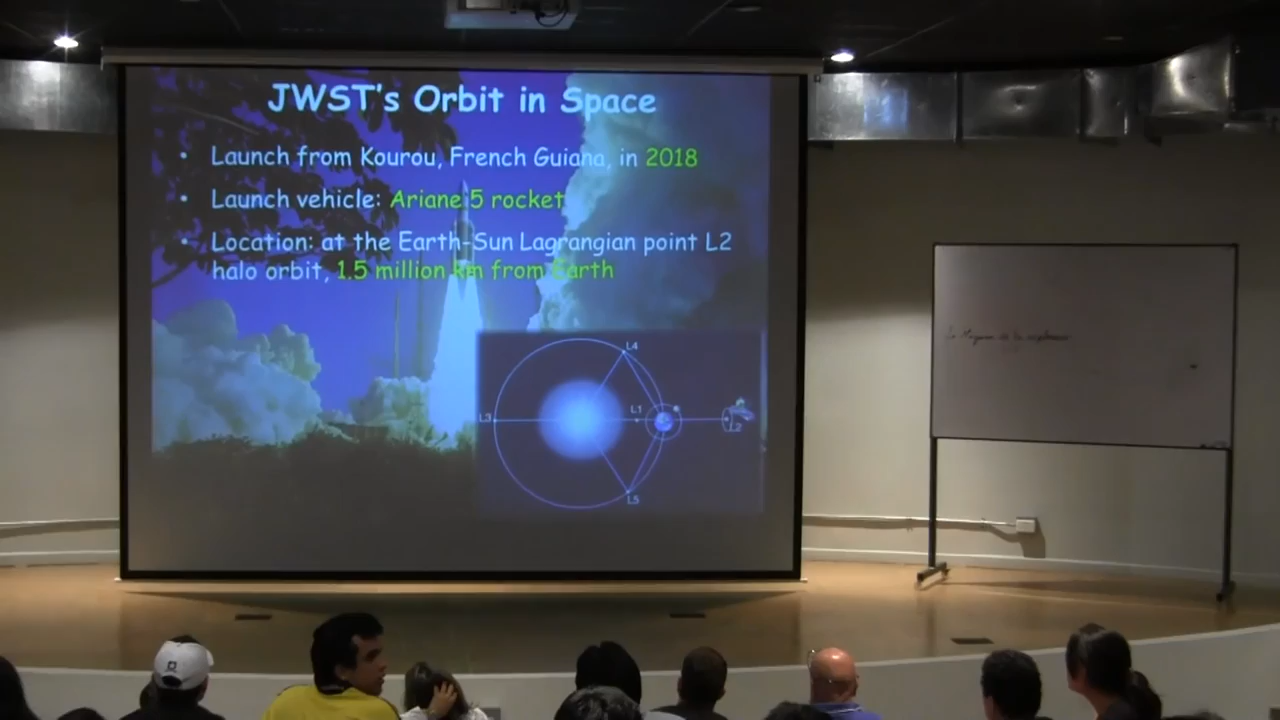 JWST's Orbit in Space
• Launch from Kourou, French Guiana, in 2018
• Launch vehicle: Ariane 5 rocket
• Location: at the Earth-Sun Lagrangian point L2
halo orbit, 1.5 million km from Earth
L4
L3
L1
L2
L5